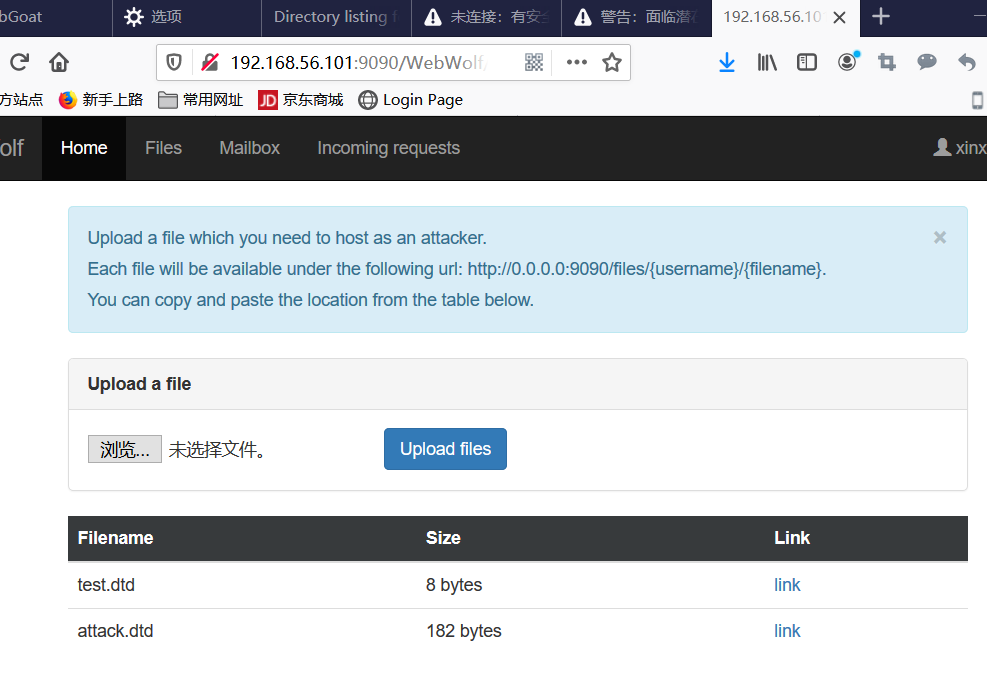 bGoat
选项
Directory listing f
未连接：有安全
警告：面临潜在
192.168.56.10
192.168.56.101:9090/WebWolf/
方站点
新手上路
常用网址
JD 京东商城
Login Page
olf
Home
Files
Mailbox
Incoming requests
xinx
Upload a file which you need to host as an attacker.
Each file will be available under the following url: http://0.0.0.0:9090/files/{username}/{filename}.
You can copy and paste the location from the table below.
×
Upload a file
浏览... 未选择文件。
Upload files
Filename Size Link
test.dtd 8 bytes link
attack.dtd 182 bytes link